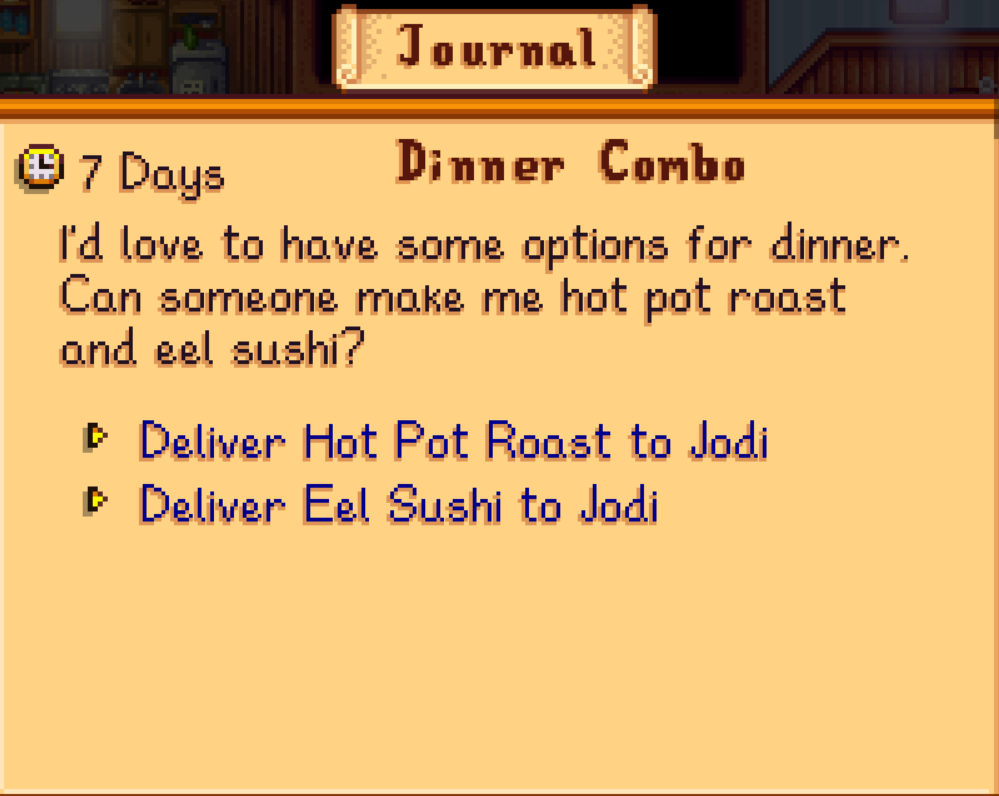 Journal
7 Days
Dinner Combo
I'd love to have some options for dinner.
Can someone make me hot pot roast
and eel sushi?
Deliver Hot Pot Roast to Jodi
Deliver Eel Sushi to Jodi